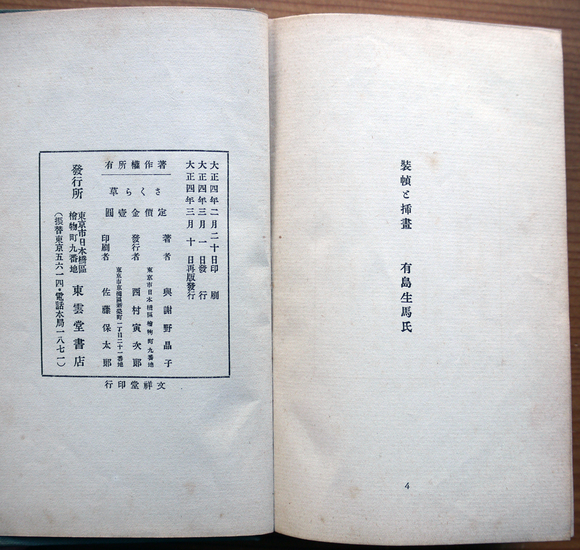 装幀と挿畫　有島生馬氏
4
大正四年二月二十日印刷
大正四年三月一日發行
大正四年三月十日再版發行
著作權所有
さくら草
定價金壹圓
著者　與謝野晶子
東京市日本橋區檜物町九番地
發行者　西村寅次郎
東京市京橋區新榮町一丁目二十一番地
印刷者　佐藤保太郎
發行所
東京市日本橋區
檜物町九番地
東雲堂書店
(振替東京五六一四・電話本局一八七一)
文祥堂印行